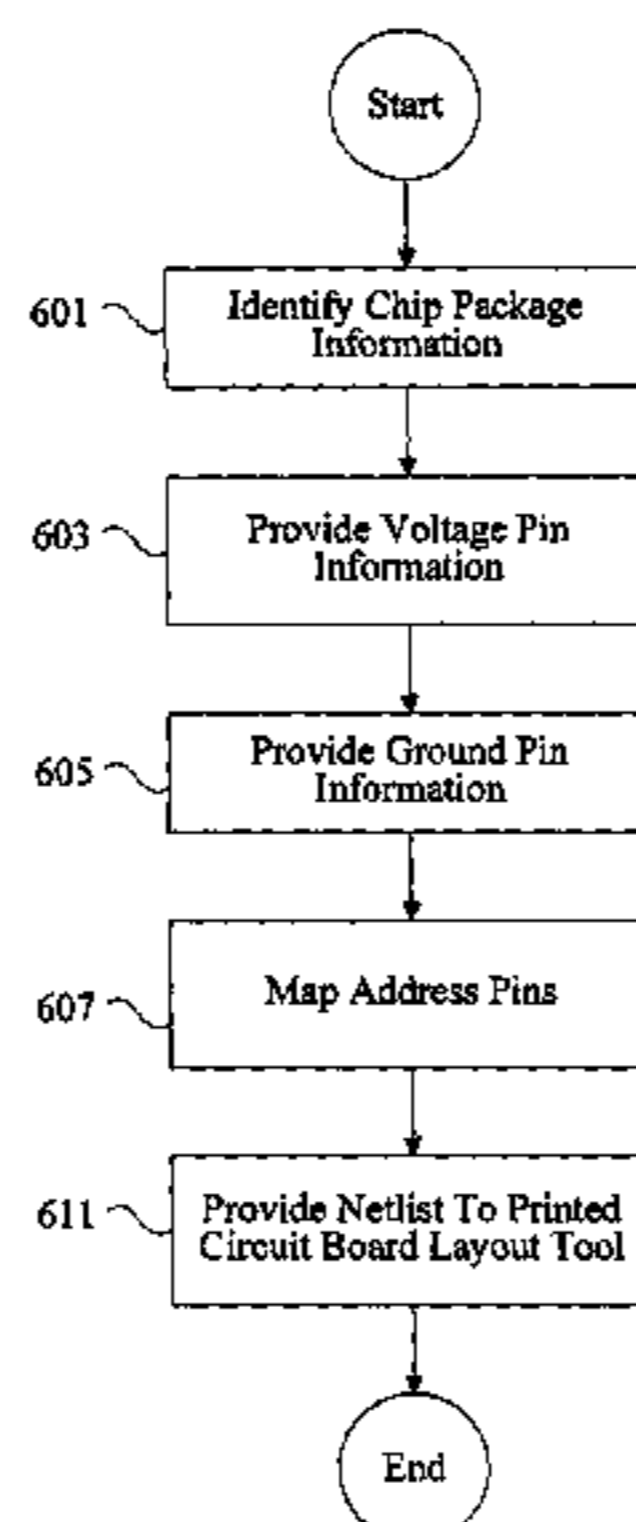 Start
601
Identify Chip Package
Information
603
Provide Voltage Pin
Information
605
Provide Ground Pin
Information
607
Map Address Pins
611
Provide Netlist To Printed
Circuit Board Layout Tool
End